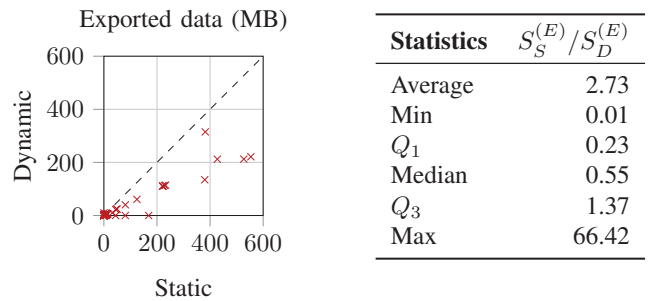 Exported data (MB)
600
400
200
0
Dynamic
0 200 400 600
Static
Statistics S_S^{(E)}/S_D^{(E)}
Average 2.73
Min 0.01
Q_1 0.23
Median 0.55
Q_3 1.37
Max 66.42